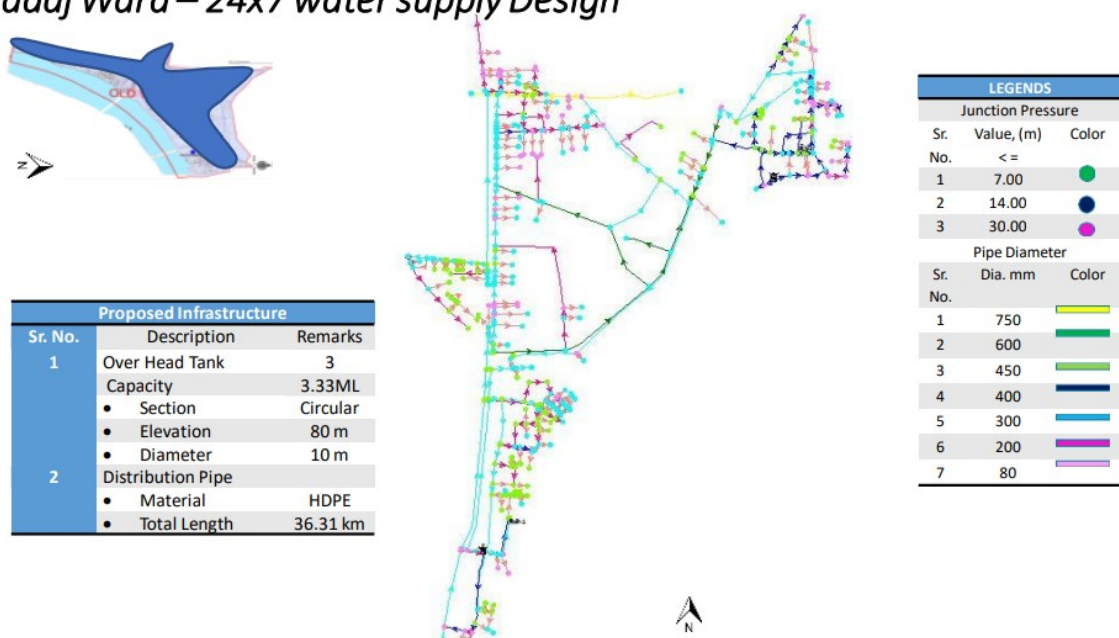 Ward – 24x7 water supply Design
OLD
N
LEGENDS
Junction Pressure
Sr. No. Value, (m) <= Color
1 7.00
2 14.00
3 30.00
Pipe Diameter
Sr. No. Dia. mm Color
1 750
2 600
3 450
4 400
5 300
6 200
7 80
Proposed Infrastructure
Sr. No. Description Remarks
1 Over Head Tank 3
Capacity 3.33ML
• Section Circular
• Elevation 80 m
• Diameter 10 m
2 Distribution Pipe
• Material HDPE
• Total Length 36.31 km
N